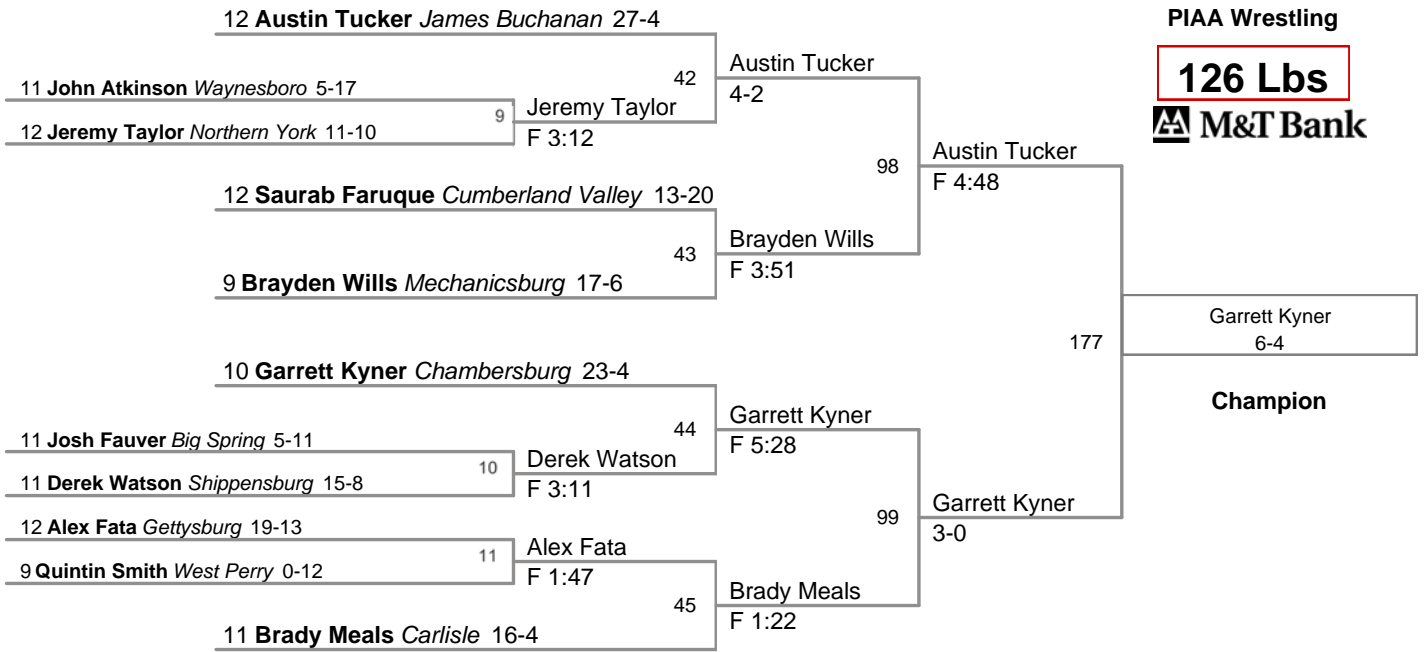 12 Austin Tucker James Buchanan 27-4
PIAA Wrestling
126 Lbs
M&T Bank
11 John Atkinson Waynesboro 5-17
9
12 Jeremy Taylor Northern York 11-10
Jeremy Taylor
F 3:12
42
Austin Tucker
4-2
12 Saurab Faruque Cumberland Valley 13-20
43
9 Brayden Wills Mechanicsburg 17-6
Brayden Wills
F 3:51
98
Austin Tucker
F 4:48
10 Garrett Kyner Chambersburg 23-4
11 Josh Fauver Big Spring 5-11
10
11 Derek Watson Shippensburg 15-8
Derek Watson
F 3:11
44
Garrett Kyner
F 5:28
12 Alex Fata Gettysburg 19-13
11
9 Quintin Smith West Perry 0-12
Alex Fata
F 1:47
45
11 Brady Meals Carlisle 16-4
Brady Meals
F 1:22
99
Garrett Kyner
3-0
177
Garrett Kyner
6-4
Champion